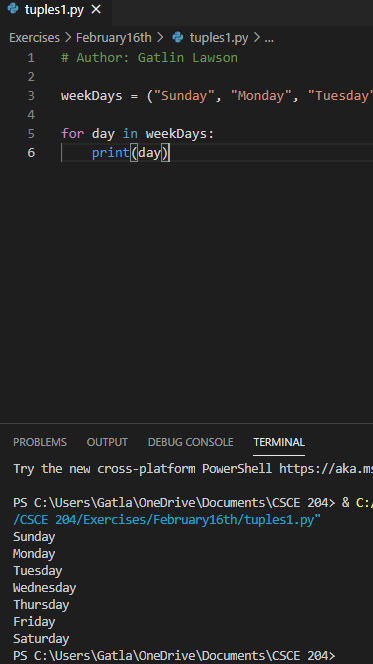 tuples1.py ×
Exercises > February16th > tuples1.py > ...
1 # Author: Gatlin Lawson
2
3 weekDays = ("Sunday", "Monday", "Tuesday"
4
5 for day in weekDays:
6 print(day)
PROBLEMS OUTPUT DEBUG CONSOLE TERMINAL
Try the new cross-platform PowerShell https://aka.ms
PS C:\Users\Gatla\OneDrive\Documents\CSCE 204> & C:/
/CSCE 204/Exercises/February16th/tuples1.py"
Sunday
Monday
Tuesday
Wednesday
Thursday
Friday
Saturday
PS C:\Users\Gatla\OneDrive\Documents\CSCE 204>